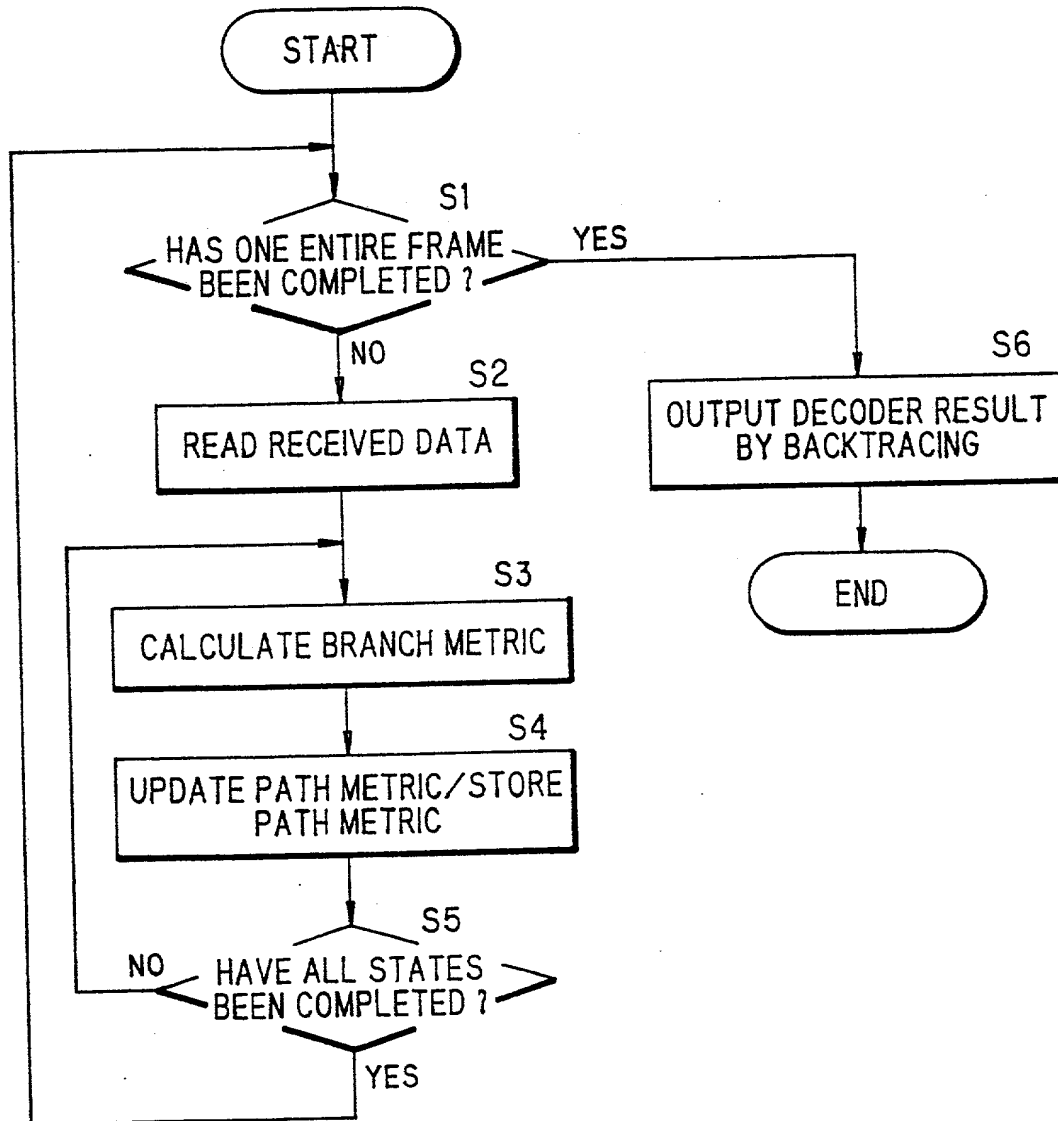 START
S1
HAS ONE ENTIRE FRAME
BEEN COMPLETED ?
YES
NO
S2
READ RECEIVED DATA
S6
OUTPUT DECODER RESULT
BY BACKTRACING
END
S3
CALCULATE BRANCH METRIC
S4
UPDATE PATH METRIC/STORE
PATH METRIC
S5
HAVE ALL STATES
BEEN COMPLETED ?
NO
YES